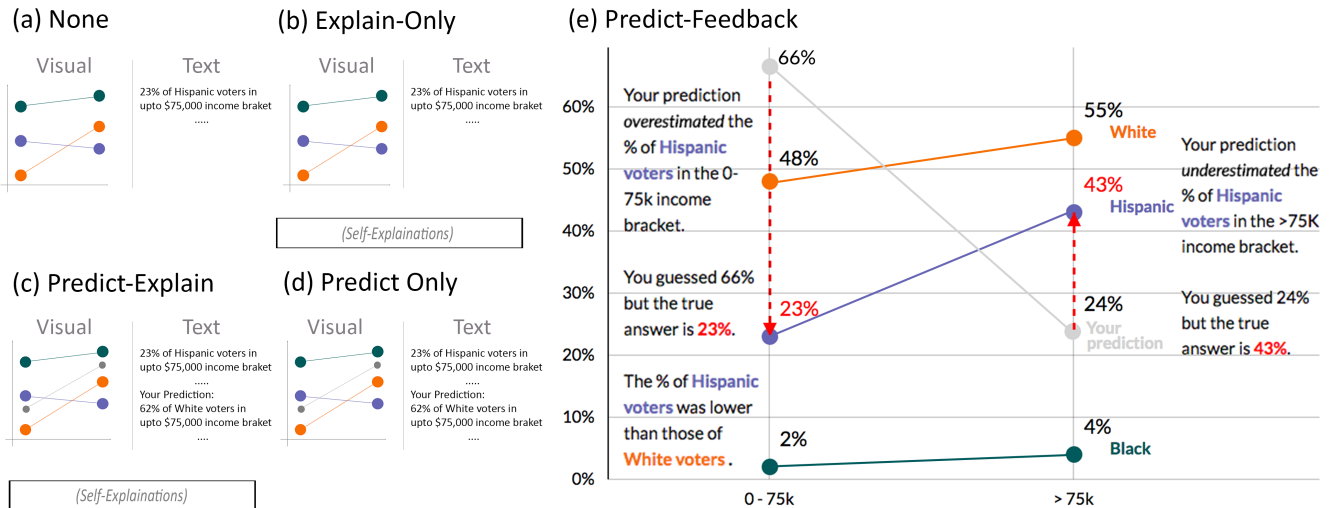 (a) None
Visual
Text
23% of Hispanic voters in
upto $75,000 income braket
.....
(b) Explain-Only
Visual
Text
23% of Hispanic voters in
upto $75,000 income braket
.....
(Self-Explainations)
(c) Predict-Explain
Visual
Text
23% of Hispanic voters in
upto $75,000 income braket
.....
Your Prediction:
62% of White voters in
upto $75,000 income braket
....
(Self-Explainations)
(d) Predict Only
Visual
Text
23% of Hispanic voters in
upto $75,000 income braket
.....
Your Prediction:
62% of White voters in
upto $75,000 income braket
....
(e) Predict-Feedback
60%
50%
40%
30%
20%
10%
0%
Your prediction
overestimated the
% of Hispanic
voters in the 0-
75k income
bracket.
You guessed 66%
but the true
answer is 23%.
The % of Hispanic
voters was lower
than those of
White voters .
66%
48%
23%
2%
55%
White
43%
Hispanic
24%
Your
prediction
4%
Black
Your prediction
underestimated the
% of Hispanic
voters in the >75K
income bracket.
You guessed 24%
but the true
answer is 43%.
0 - 75k
> 75k